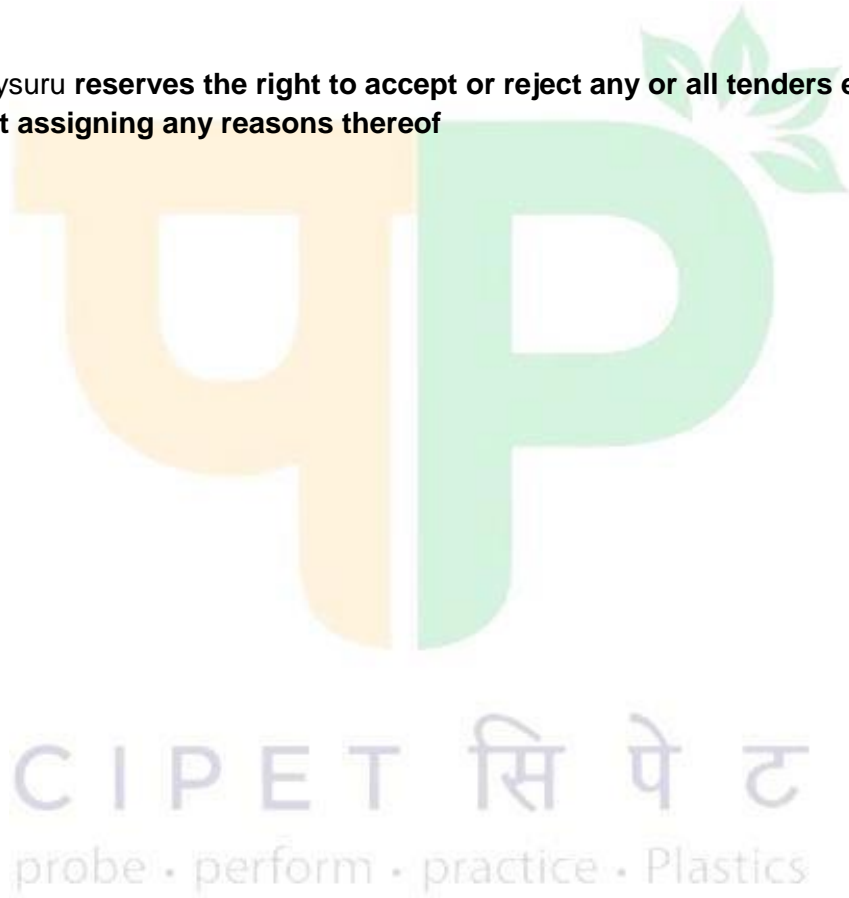 ysuru reserves the right to accept or reject any or all tenders e
t assigning any reasons thereof
पP
CIPET सिपेट
probe • perform • practice • Plastics